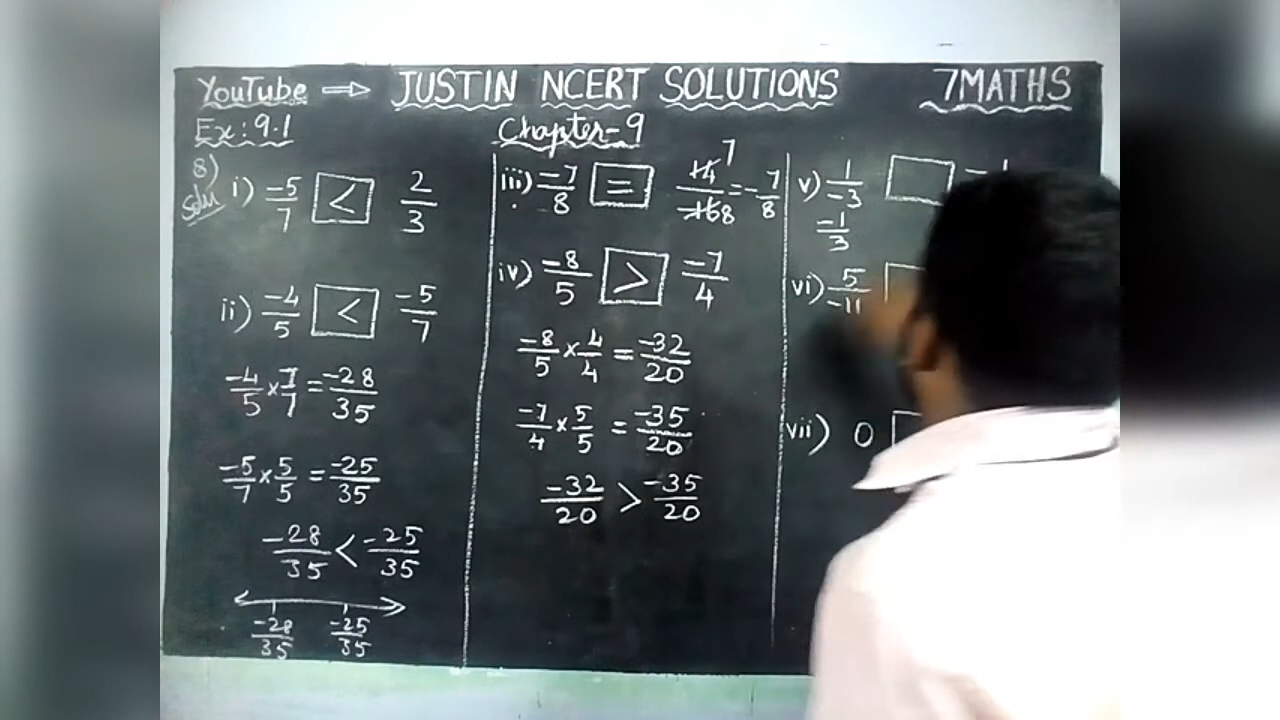 YouTube ⇒ JUSTIN NCERT SOLUTIONS 7MATHS
Ex: 9.1 Chapter-9
8)
Solu
i) -5/7 < 2/3
ii) -4/5 < -5/7
-4/5 × 7/7 = -28/35
-5/7 × 5/5 = -25/35
-28/35 < -25/35
-28/35 -25/35
iii) -7/8 = 14/-16 = -7/8
7
8
iv) -8/5 > -7/4
-8/5 × 4/4 = -32/20
-7/4 × 5/5 = -35/20
-32/20 > -35/20
v) 1/-3
-1/3
vi) 5/-11
vii) 0